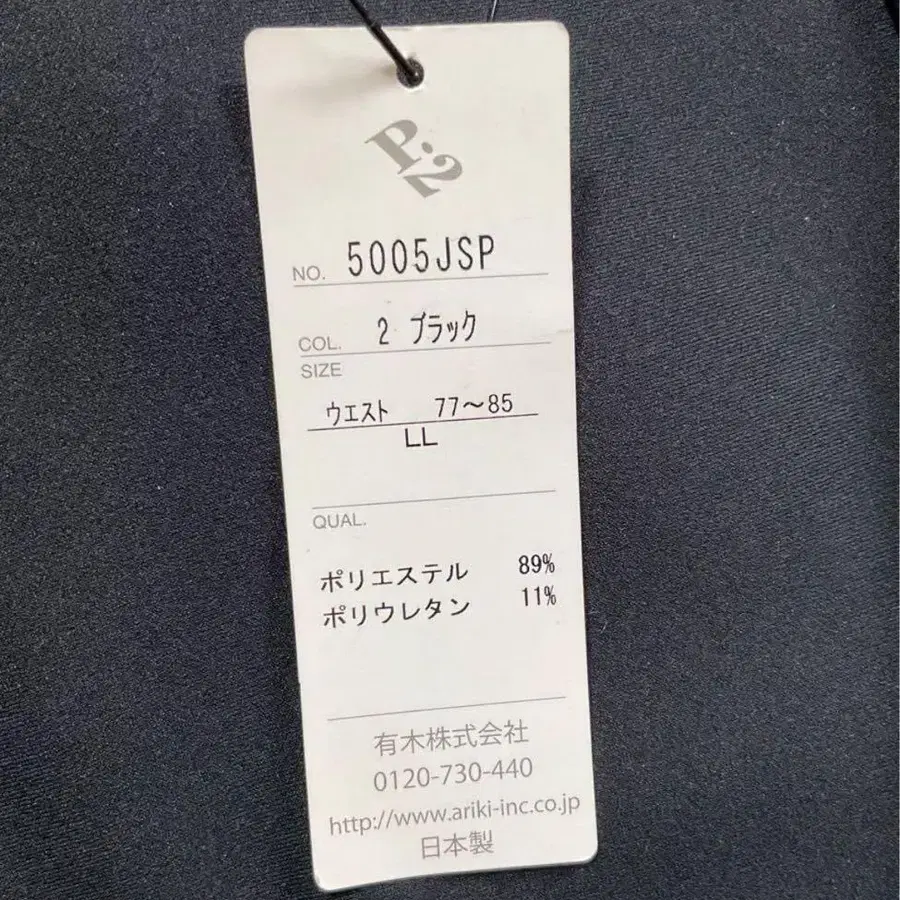 P.2
NO. 5005JSP
COL. 2 ブラック
SIZE
ウエスト 77～85
LL
QUAL.
ポリエステル 89%
ポリウレタン 11%
有木株式会社
0120-730-440
http://www.ariki-inc.co.jp
日本製